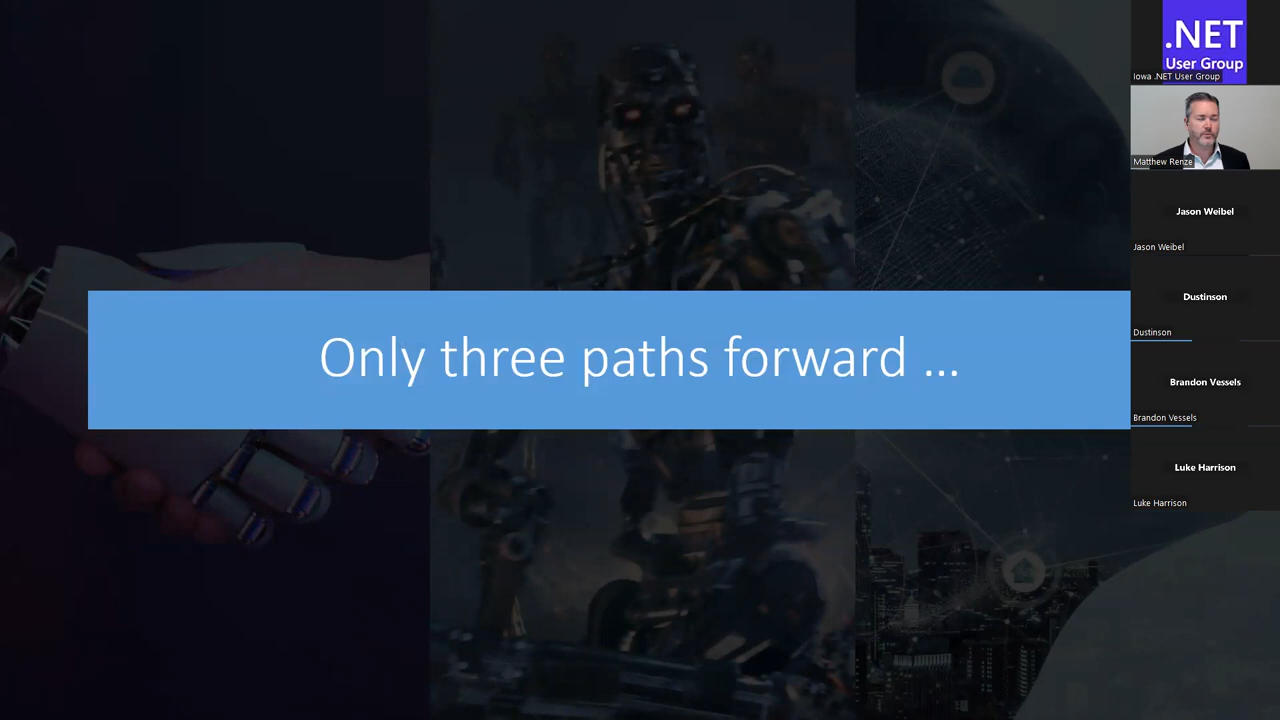 Only three paths forward ...
.NET
User Group
Iowa .NET User Group
Matthew Renze
Jason Weibel
Jason Weibel
Dustinson
Dustinson
Brandon Vessels
Brandon Vessels
Luke Harrison
Luke Harrison